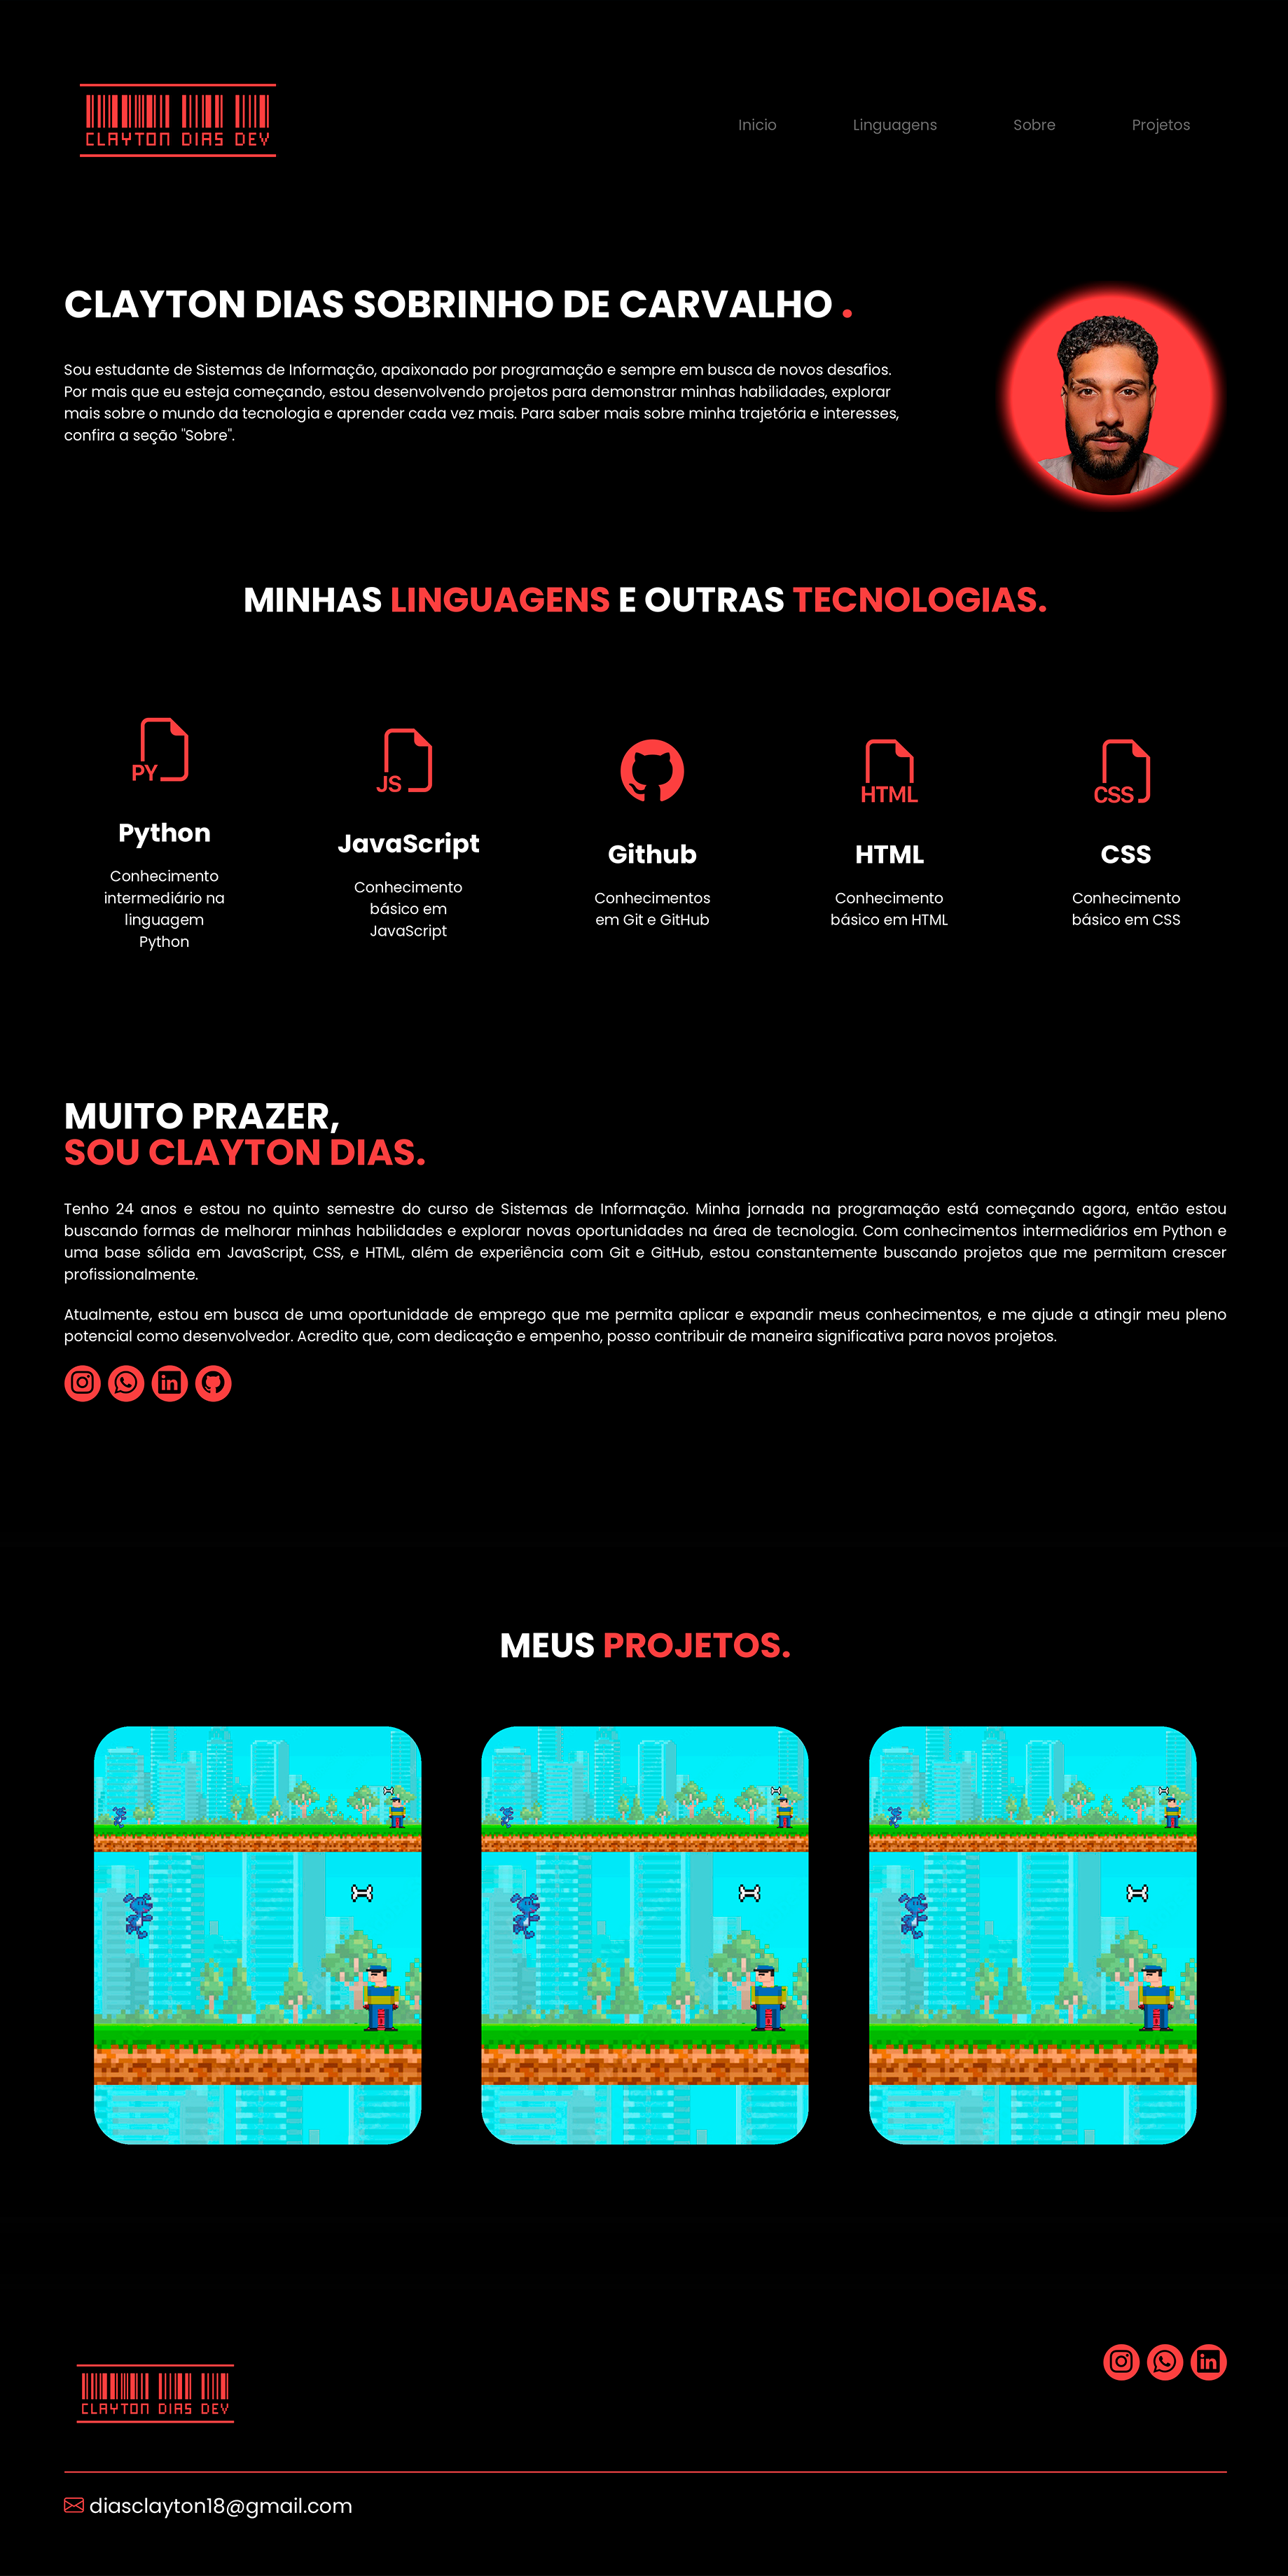 CLAYTON DIAS DEV
Inicio
Linguagens
Sobre
Projetos
CLAYTON DIAS SOBRINHO DE CARVALHO .
Sou estudante de Sistemas de Informação, apaixonado por programação e sempre em busca de novos desafios.
Por mais que eu esteja começando, estou desenvolvendo projetos para demonstrar minhas habilidades, explorar
mais sobre o mundo da tecnologia e aprender cada vez mais. Para saber mais sobre minha trajetória e interesses,
confira a seção "Sobre".
MINHAS LINGUAGENS E OUTRAS TECNOLOGIAS.
PY
Python
Conhecimento
intermediário na
linguagem
Python
JS
JavaScript
Conhecimento
básico em
JavaScript
Github
Conhecimentos
em Git e GitHub
HTML
HTML
Conhecimento
básico em HTML
CSS
CSS
Conhecimento
básico em CSS
MUITO PRAZER,
SOU CLAYTON DIAS.
Tenho 24 anos e estou no quinto semestre do curso de Sistemas de Informação. Minha jornada na programação está começando agora, então estou
buscando formas de melhorar minhas habilidades e explorar novas oportunidades na área de tecnologia. Com conhecimentos intermediários em Python e
uma base sólida em JavaScript, CSS, e HTML, além de experiência com Git e GitHub, estou constantemente buscando projetos que me permitam crescer
profissionalmente.
Atualmente, estou em busca de uma oportunidade de emprego que me permita aplicar e expandir meus conhecimentos, e me ajude a atingir meu pleno
potencial como desenvolvedor. Acredito que, com dedicação e empenho, posso contribuir de maneira significativa para novos projetos.
in
MEUS PROJETOS.
in
CLAYTON DIAS DEV
diasclayton18@gmail.com